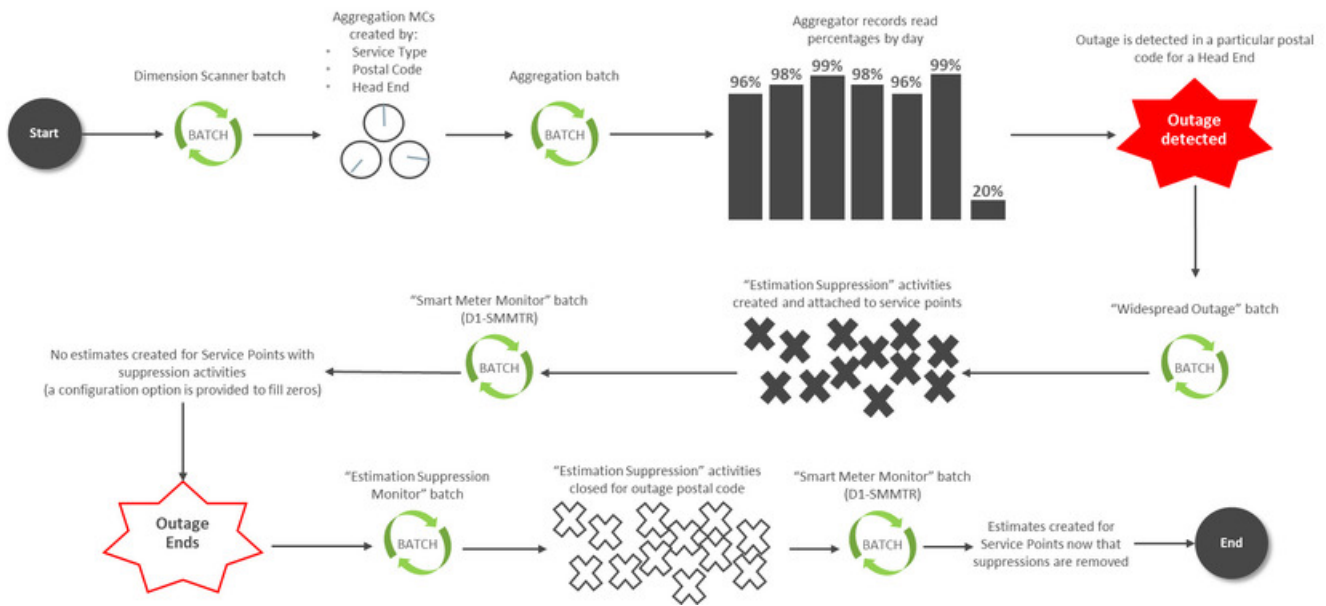 Start
Dimension Scanner batch
BATCH
Aggregation MCs
created by:
• Service Type
• Postal Code
• Head End
Aggregation batch
BATCH
Aggregator records read
percentages by day
96%
98%
99%
98%
96%
99%
20%
Outage is detected in a particular postal
code for a Head End
Outage
detected
"Widespread Outage" batch
BATCH
"Estimation Suppression" activities
created and attached to service points
"Smart Meter Monitor" batch
(D1-SMMTR)
BATCH
No estimates created for Service Points with
suppression activities
(a configuration option is provided to fill zeros)
Outage
Ends
"Estimation Suppression
Monitor" batch
BATCH
"Estimation Suppression" activities
closed for outage postal code
"Smart Meter Monitor" batch
(D1-SMMTR)
BATCH
Estimates created for
Service Points now that
suppressions are removed
End